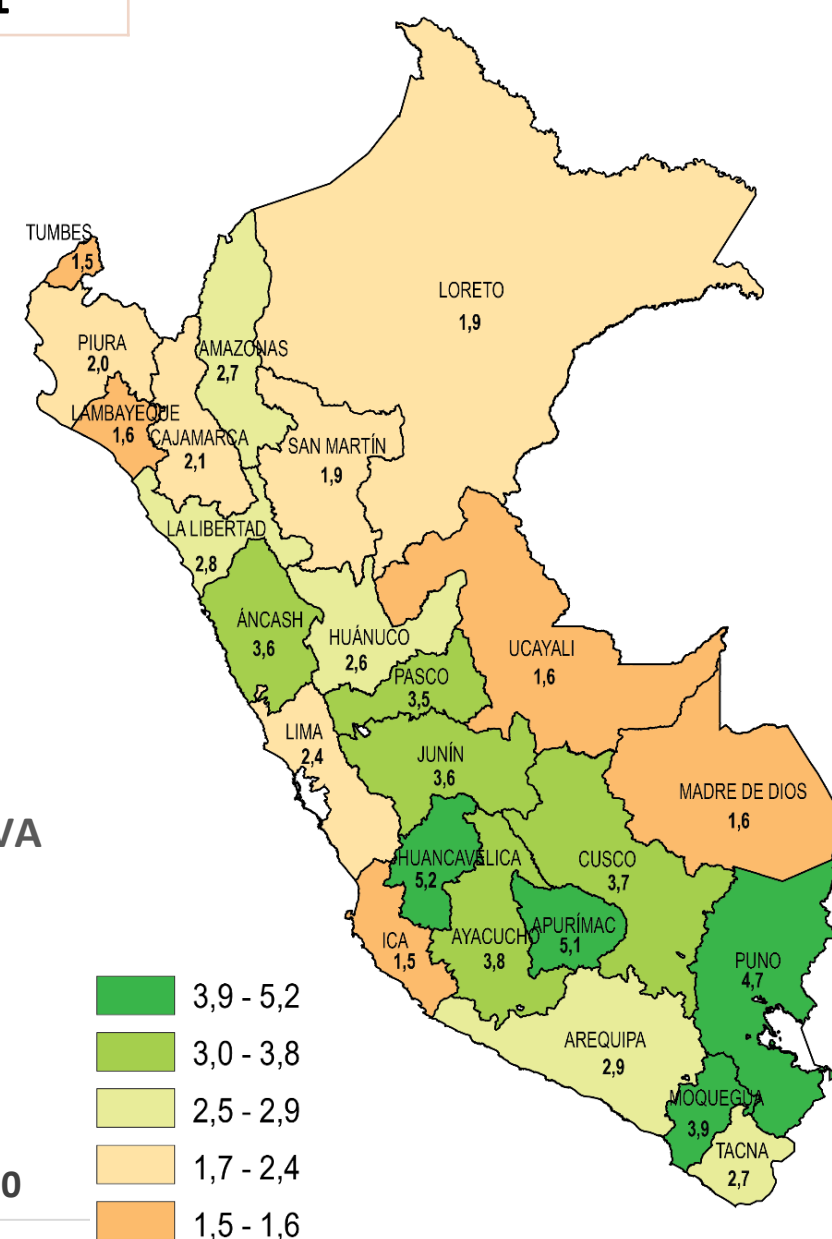 TUMBES
1,5
LORETO
1,9
PIURA
2,0
AMAZONAS
2,7
LAMBAYEQUE
1,6
CAJAMARCA
2,1
SAN MARTÍN
1,9
LA LIBERTAD
2,8
ÁNCASH
3,6
HUÁNUCO
2,6
UCAYALI
1,6
PASCO
3,5
LIMA
2,4
JUNÍN
3,6
MADRE DE DIOS
1,6
VA
HUANCAVELICA
5,2
CUSCO
3,7
APURÍMAC
5,1
AYACUCHO
3,8
ICA
1,5
PUNO
4,7
AREQUIPA
2,9
MOQUEGUA
3,9
TACNA
2,7
3,9 - 5,2
3,0 - 3,8
2,5 - 2,9
1,7 - 2,4
0
1,5 - 1,6